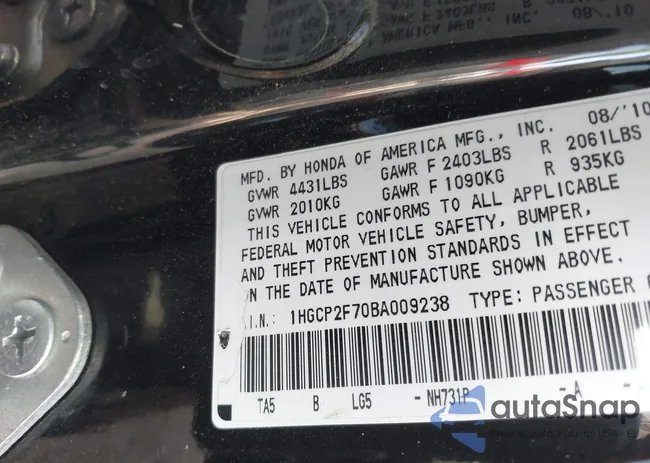 MFD. BY HONDA OF AMERICA MFG., INC. 08/'10
GVWR 4431LBS GAWR F 2403LBS R 2061LBS
GVWR 2010KG GAWR F 1090KG R 935KG
THIS VEHICLE CONFORMS TO ALL APPLICABLE
FEDERAL MOTOR VEHICLE SAFETY, BUMPER,
AND THEFT PREVENTION STANDARDS IN EFFECT
ON THE DATE OF MANUFACTURE SHOWN ABOVE.
.I.N.: 1HGCP2F70BA009238 TYPE: PASSENGER
TA5 B LG5 - NH731P - A -
autoSnap